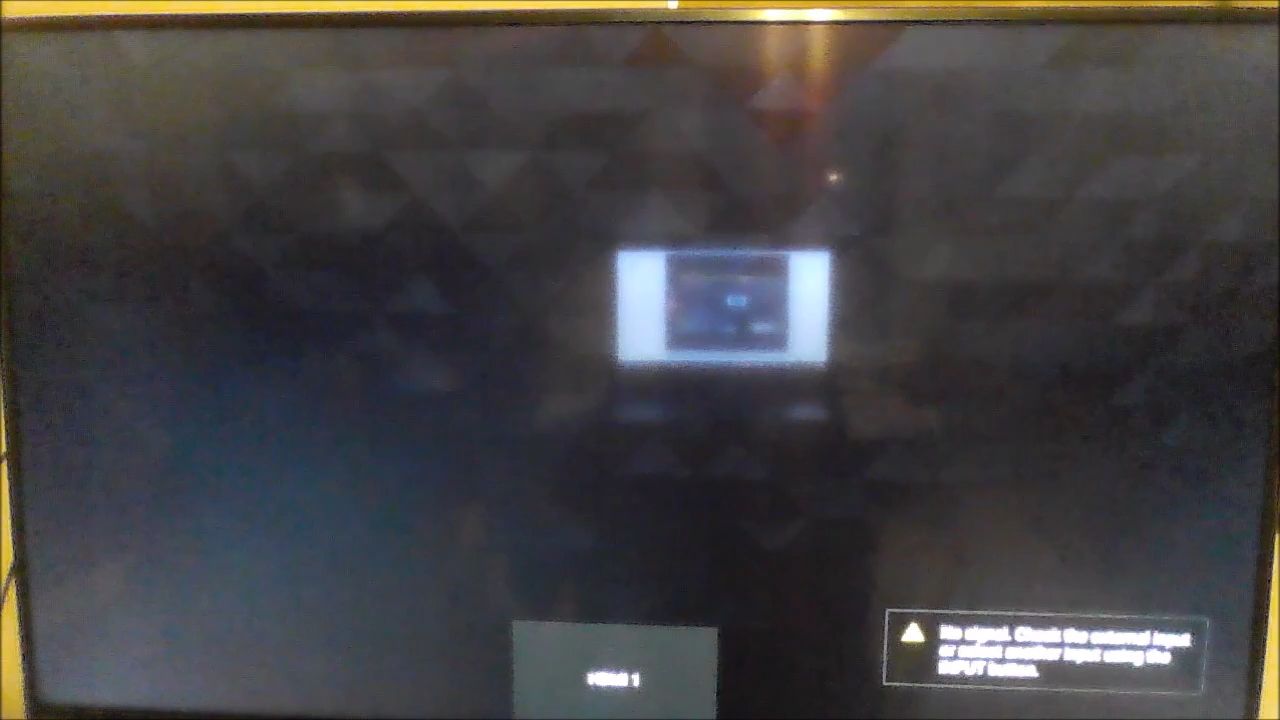 HDMI 1
No signal. Check the external input
or select another input using the
INPUT button.